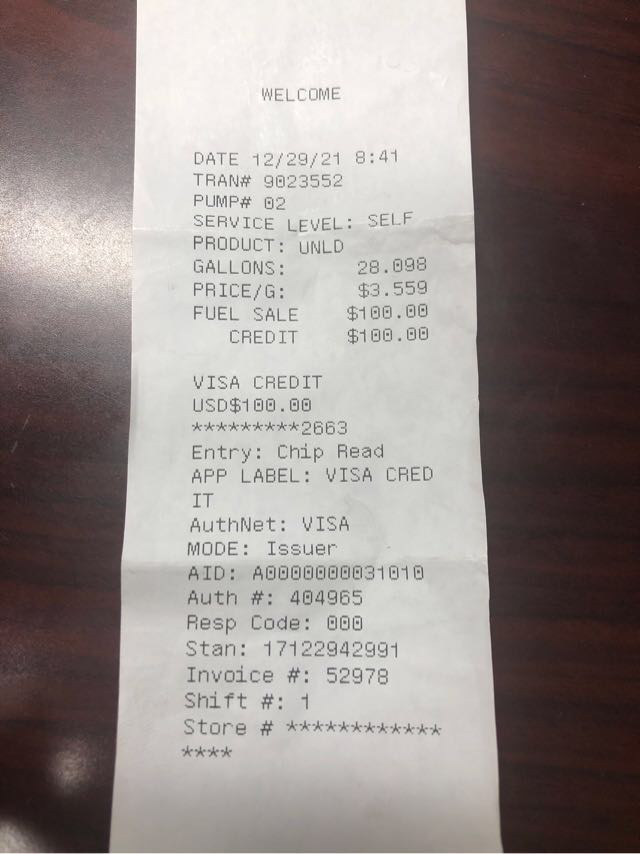 WELCOME
DATE 12/29/21 8:41
TRAN# 9023552
PUMP# 02
SERVICE LEVEL: SELF
PRODUCT: UNLD
GALLONS: 28.098
PRICE/G: $3.559
FUEL SALE $100.00
CREDIT $100.00
VISA CREDIT
USD$100.00
*********2663
Entry: Chip Read
APP LABEL: VISA CRED
IT
AuthNet: VISA
MODE: Issuer
AID: A0000000031010
Auth #: 404965
Resp Code: 000
Stan: 17122942991
Invoice #: 52978
Shift #: 1
Store # ************
****